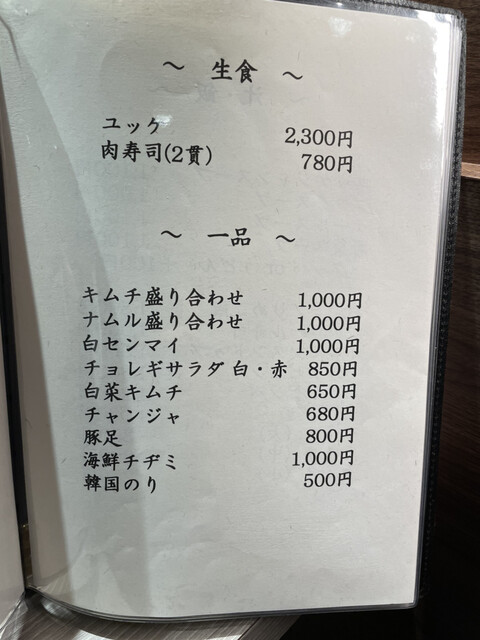 ～ 生食 ～
ユッケ 2,300円
肉寿司(2貫) 780円
～ 一品 ～
キムチ盛り合わせ 1,000円
ナムル盛り合わせ 1,000円
白センマイ 1,000円
チョレギサラダ 白・赤 850円
白菜キムチ 650円
チャンジャ 680円
豚足 800円
海鮮チヂミ 1,000円
韓国のり 500円